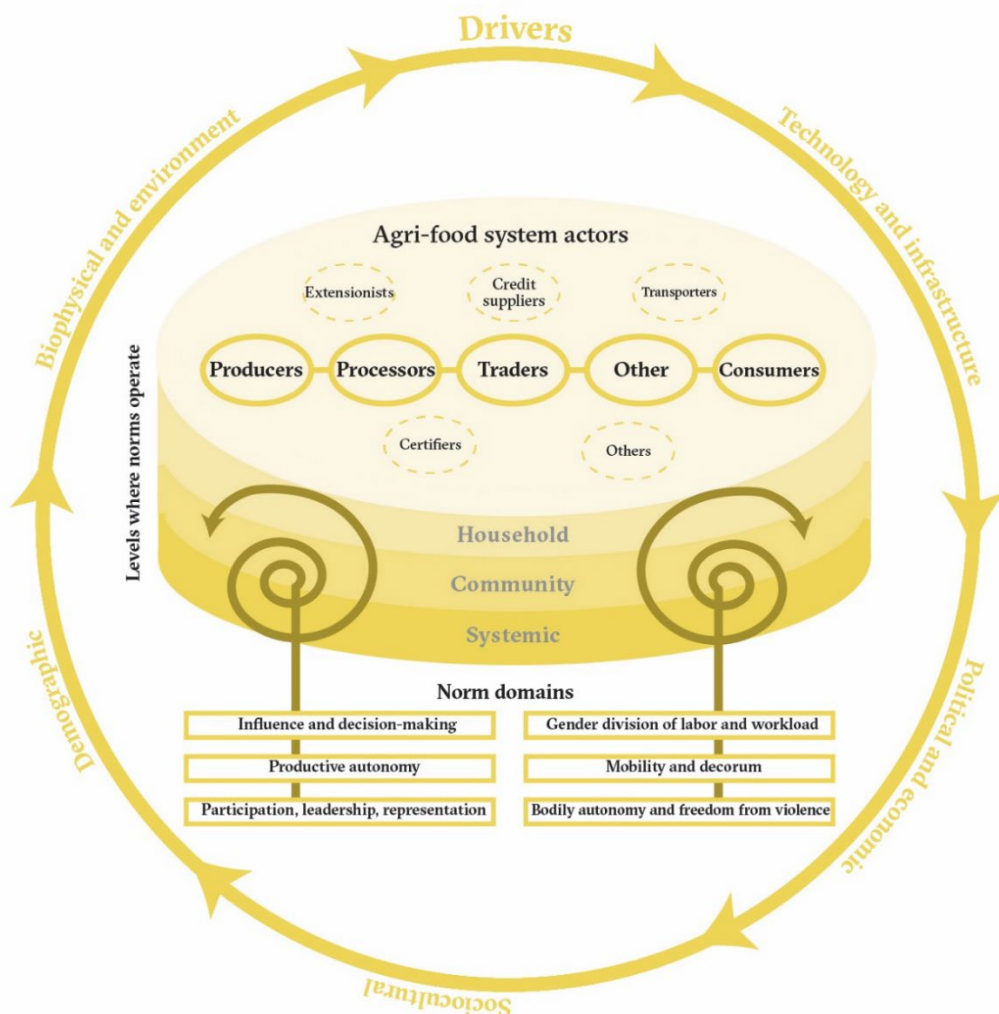 Drivers
Biophysical and environment
Technology and infrastructure
Agri-food system actors
Extensionists
Credit
suppliers
Transporters
Producers
Processors
Traders
Other
Consumers
Certifiers
Others
Levels where norms operate
Household
Community
Systemic
Norm domains
Influence and decision-making
Gender division of labor and workload
Productive autonomy
Mobility and decorum
Participation, leadership, representation
Bodily autonomy and freedom from violence
Demographic
Political and economic
Sociocultural